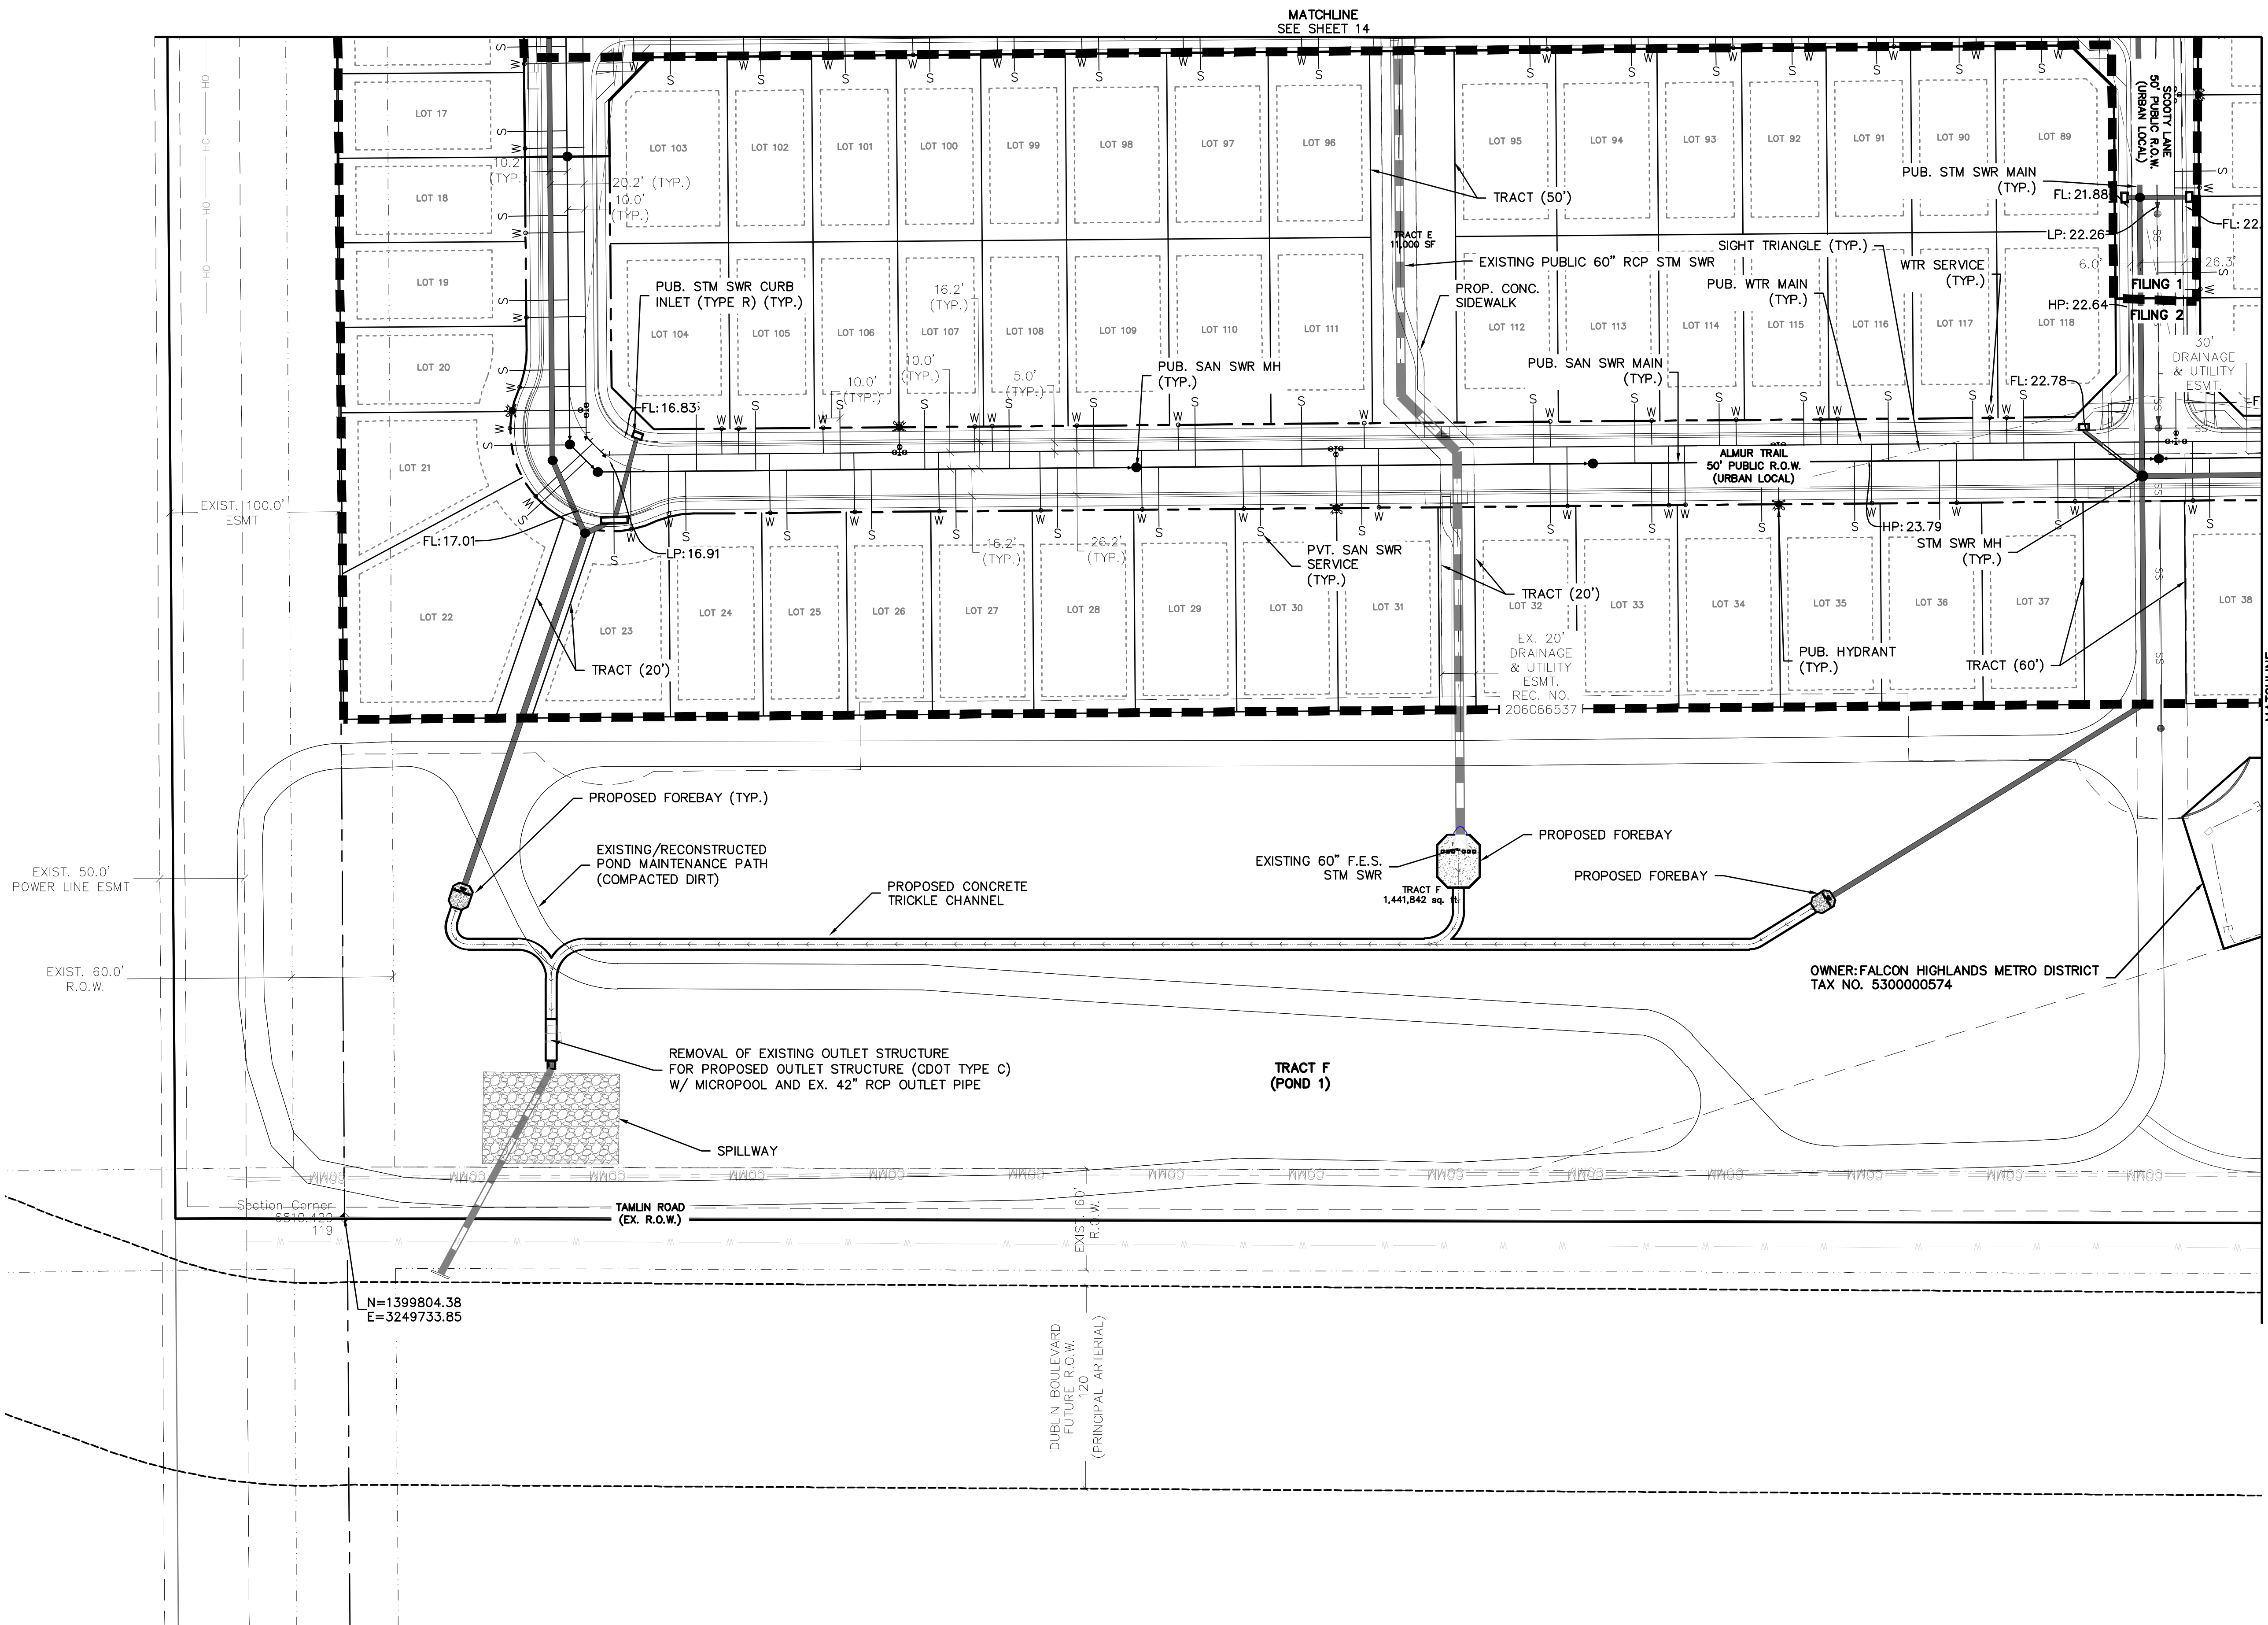 MATCHLINE
SEE SHEET 14
LOT 17
LOT 18
LOT 19
LOT 20
LOT 21
LOT 22
LOT 103
LOT 102
LOT 101
LOT 100
LOT 99
LOT 98
LOT 97
LOT 96
LOT 95
LOT 94
LOT 93
LOT 92
LOT 91
LOT 90
LOT 89
SCOOTY LANE
50' PUBLIC R.O.W.
(URBAN LOCAL)
10.2'
(TYP.)
20.2' (TYP.)
10.0'
(TYP.)
TRACT (50')
PUB. STM SWR MAIN
(TYP.)
FL: 21.88
LP: 22.26
FL: 22.
TRACT E
11,000 SF
EXISTING PUBLIC 60" RCP STM SWR
SIGHT TRIANGLE (TYP.)
WTR SERVICE
(TYP.)
PUB. WTR MAIN
(TYP.)
PROP. CONC.
SIDEWALK
6.0'
26.3'
FILING 1
HP: 22.64
FILING 2
30'
DRAINAGE
& UTILITY
ESMT.
PUB. STM SWR CURB
INLET (TYPE R) (TYP.)
16.2'
(TYP.)
LOT 104
LOT 105
LOT 106
LOT 107
LOT 108
LOT 109
LOT 110
LOT 111
LOT 112
LOT 113
LOT 114
LOT 115
LOT 116
LOT 117
LOT 118
10.0'
(TYP.)
10.0'
(TYP.)
5.0'
(TYP.)
PUB. SAN SWR MH
(TYP.)
PUB. SAN SWR MAIN
(TYP.)
FL: 22.78
FL: 16.83
ALMUR TRAIL
50' PUBLIC R.O.W.
(URBAN LOCAL)
EXIST. 100.0'
ESMT
FL: 17.01
LP: 16.91
16.2'
(TYP.)
26.2'
(TYP.)
PVT. SAN SWR
SERVICE
(TYP.)
HP: 23.79
STM SWR MH
(TYP.)
LOT 23
LOT 24
LOT 25
LOT 26
LOT 27
LOT 28
LOT 29
LOT 30
LOT 31
LOT 32
LOT 33
LOT 34
LOT 35
LOT 36
LOT 37
LOT 38
TRACT (20')
TRACT (20')
EX. 20'
DRAINAGE
& UTILITY
ESMT.
REC. NO.
206066537
PUB. HYDRANT
(TYP.)
TRACT (60')
PROPOSED FOREBAY (TYP.)
EXISTING/RECONSTRUCTED
POND MAINTENANCE PATH
(COMPACTED DIRT)
PROPOSED CONCRETE
TRICKLE CHANNEL
EXISTING 60" F.E.S.
STM SWR
PROPOSED FOREBAY
PROPOSED FOREBAY
TRACT F
1,441,842 sq. ft.
EXIST. 50.0'
POWER LINE ESMT
EXIST. 60.0'
R.O.W.
OWNER: FALCON HIGHLANDS METRO DISTRICT
TAX NO. 5300000574
REMOVAL OF EXISTING OUTLET STRUCTURE
FOR PROPOSED OUTLET STRUCTURE (CDOT TYPE C)
W/ MICROPOOL AND EX. 42" RCP OUTLET PIPE
TRACT F
(POND 1)
SPILLWAY
Section Corner
6810.429
119
TAMLIN ROAD
(EX. R.O.W.)
EXIST. 60'
R.O.W.
N=1399804.38
E=3249733.85
DUBLIN BOULEVARD
FUTURE R.O.W.
120
(PRINCIPAL ARTERIAL)